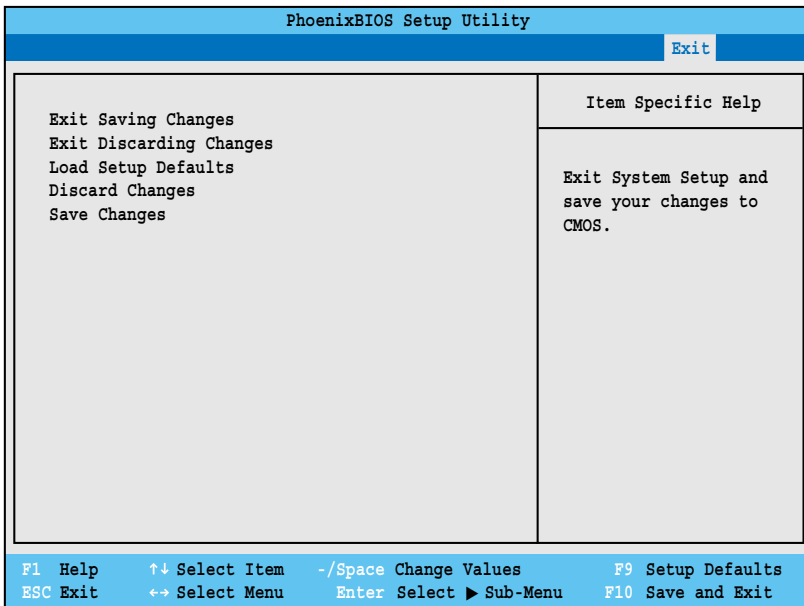 PhoenixBIOS Setup Utility
Exit
Exit Saving Changes
Exit Discarding Changes
Load Setup Defaults
Discard Changes
Save Changes
Item Specific Help
Exit System Setup and
save your changes to
CMOS.
F1 Help ↑↓ Select Item -/Space Change Values F9 Setup Defaults
ESC Exit ←→ Select Menu Enter Select ▶ Sub-Menu F10 Save and Exit